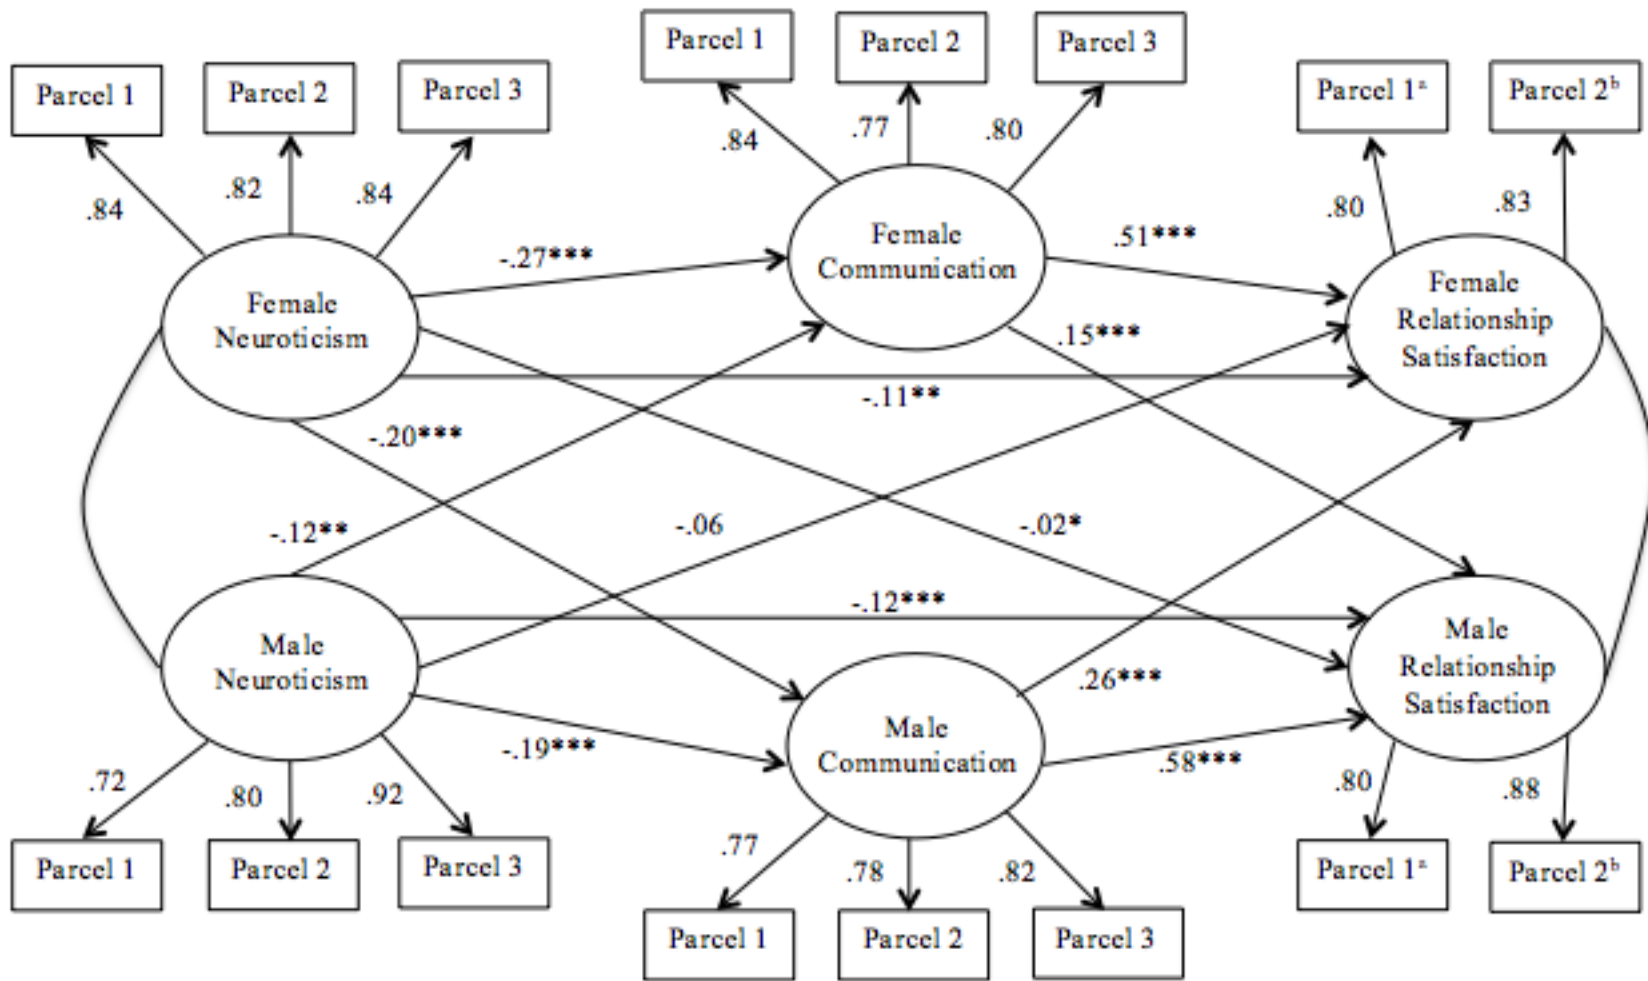 Parcel 1
Parcel 2
Parcel 3
Parcel 1
Parcel 2
Parcel 3
Parcel 1ª
Parcel 2ᵇ
.84
.82
.84
.84
.77
.80
.80
.83
Female
Neuroticism
-.27***
Female
Communication
.51***
Female
Relationship
Satisfaction
.15***
-.11**
-.20***
-.12**
-.06
-.02*
-.12***
Male
Neuroticism
-.19***
Male
Communication
.26***
.58***
Male
Relationship
Satisfaction
.72
.80
.92
.77
.78
.82
.80
.88
Parcel 1
Parcel 2
Parcel 3
Parcel 1
Parcel 2
Parcel 3
Parcel 1ª
Parcel 2ᵇ